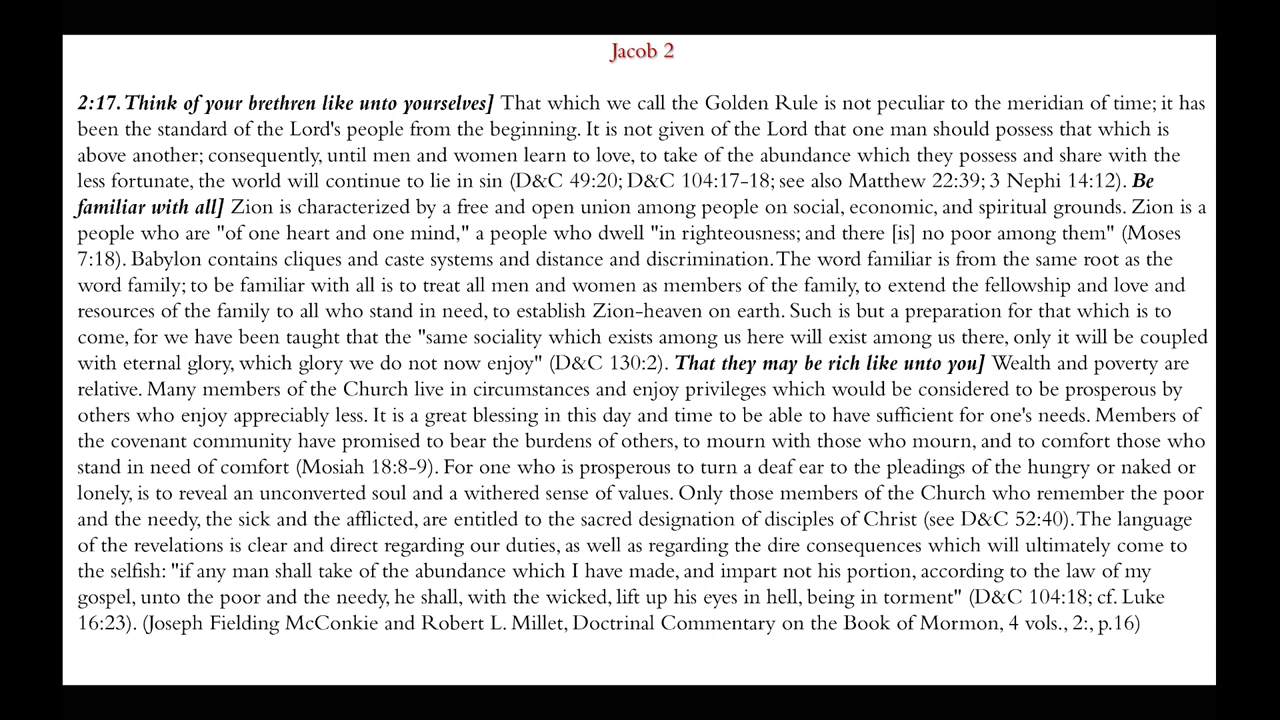 Jacob 2
2:17. Think of your brethren like unto yourselves] That which we call the Golden Rule is not peculiar to the meridian of time; it has
been the standard of the Lord's people from the beginning. It is not given of the Lord that one man should possess that which is
above another; consequently, until men and women learn to love, to take of the abundance which they possess and share with the
less fortunate, the world will continue to lie in sin (D&C 49:20; D&C 104:17-18; see also Matthew 22:39; 3 Nephi 14:12). Be
familiar with all] Zion is characterized by a free and open union among people on social, economic, and spiritual grounds. Zion is a
people who are "of one heart and one mind," a people who dwell "in righteousness; and there [is] no poor among them" (Moses
7:18). Babylon contains cliques and caste systems and distance and discrimination. The word familiar is from the same root as the
word family; to be familiar with all is to treat all men and women as members of the family, to extend the fellowship and love and
resources of the family to all who stand in need, to establish Zion-heaven on earth. Such is but a preparation for that which is to
come, for we have been taught that the "same sociality which exists among us here will exist among us there, only it will be coupled
with eternal glory, which glory we do not now enjoy" (D&C 130:2). That they may be rich like unto you] Wealth and poverty are
relative. Many members of the Church live in circumstances and enjoy privileges which would be considered to be prosperous by
others who enjoy appreciably less. It is a great blessing in this day and time to be able to have sufficient for one's needs. Members of
the covenant community have promised to bear the burdens of others, to mourn with those who mourn, and to comfort those who
stand in need of comfort (Mosiah 18:8-9). For one who is prosperous to turn a deaf ear to the pleadings of the hungry or naked or
lonely, is to reveal an unconverted soul and a withered sense of values. Only those members of the Church who remember the poor
and the needy, the sick and the afflicted, are entitled to the sacred designation of disciples of Christ (see D&C 52:40). The language
of the revelations is clear and direct regarding our duties, as well as regarding the dire consequences which will ultimately come to
the selfish: "if any man shall take of the abundance which I have made, and impart not his portion, according to the law of my
gospel, unto the poor and the needy, he shall, with the wicked, lift up his eyes in hell, being in torment" (D&C 104:18; cf. Luke
16:23). (Joseph Fielding McConkie and Robert L. Millet, Doctrinal Commentary on the Book of Mormon, 4 vols., 2:, p.16)